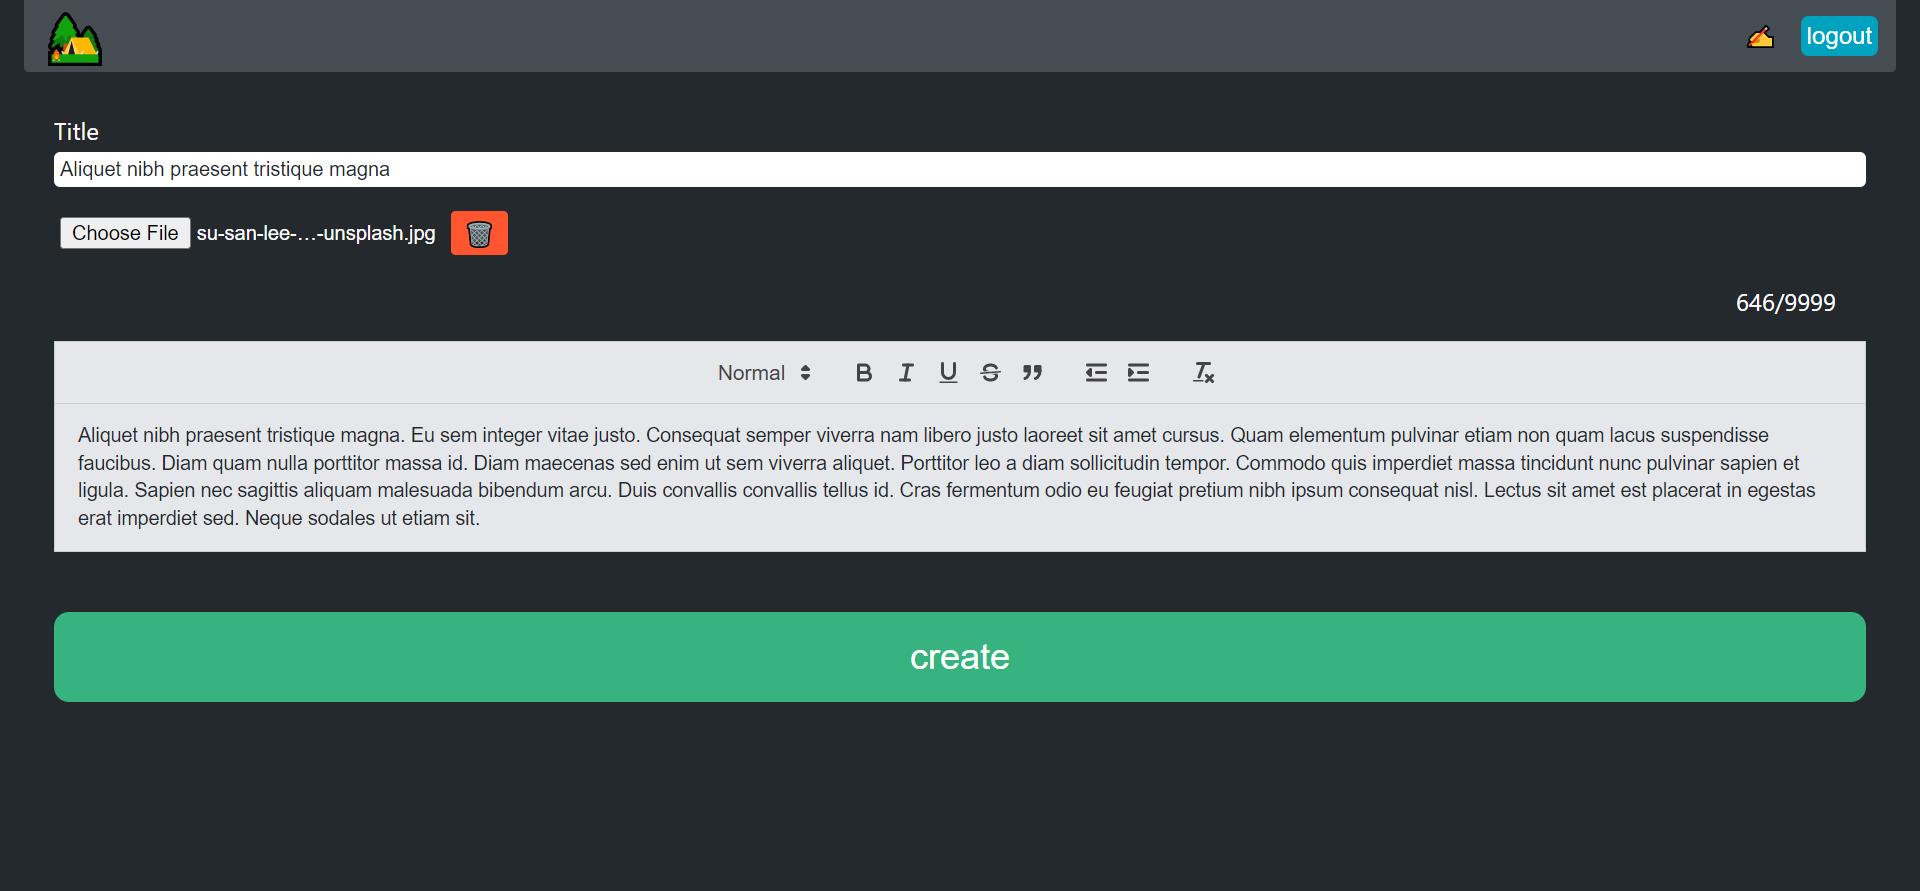 logout
Title
Aliquet nibh praesent tristique magna
Choose File su-san-lee-...-unsplash.jpg
646/9999
Normal B I U S
Aliquet nibh praesent tristique magna. Eu sem integer vitae justo. Consequat semper viverra nam libero justo laoreet sit amet cursus. Quam elementum pulvinar etiam non quam lacus suspendisse
faucibus. Diam quam nulla porttitor massa id. Diam maecenas sed enim ut sem viverra aliquet. Porttitor leo a diam sollicitudin tempor. Commodo quis imperdiet massa tincidunt nunc pulvinar sapien et
ligula. Sapien nec sagittis aliquam malesuada bibendum arcu. Duis convallis convallis tellus id. Cras fermentum odio eu feugiat pretium nibh ipsum consequat nisl. Lectus sit amet est placerat in egestas
erat imperdiet sed. Neque sodales ut etiam sit.
create